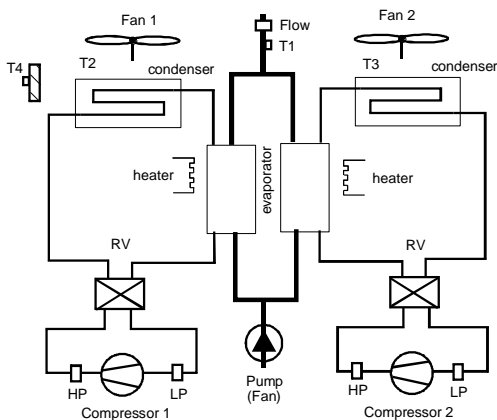 Fan 1
Flow
Fan 2
T1
T4
T2
condenser
T3
condenser
heater
evaporator
heater
RV
RV
HP
LP
Pump
(Fan)
HP
LP
Compressor 1
Compressor 2